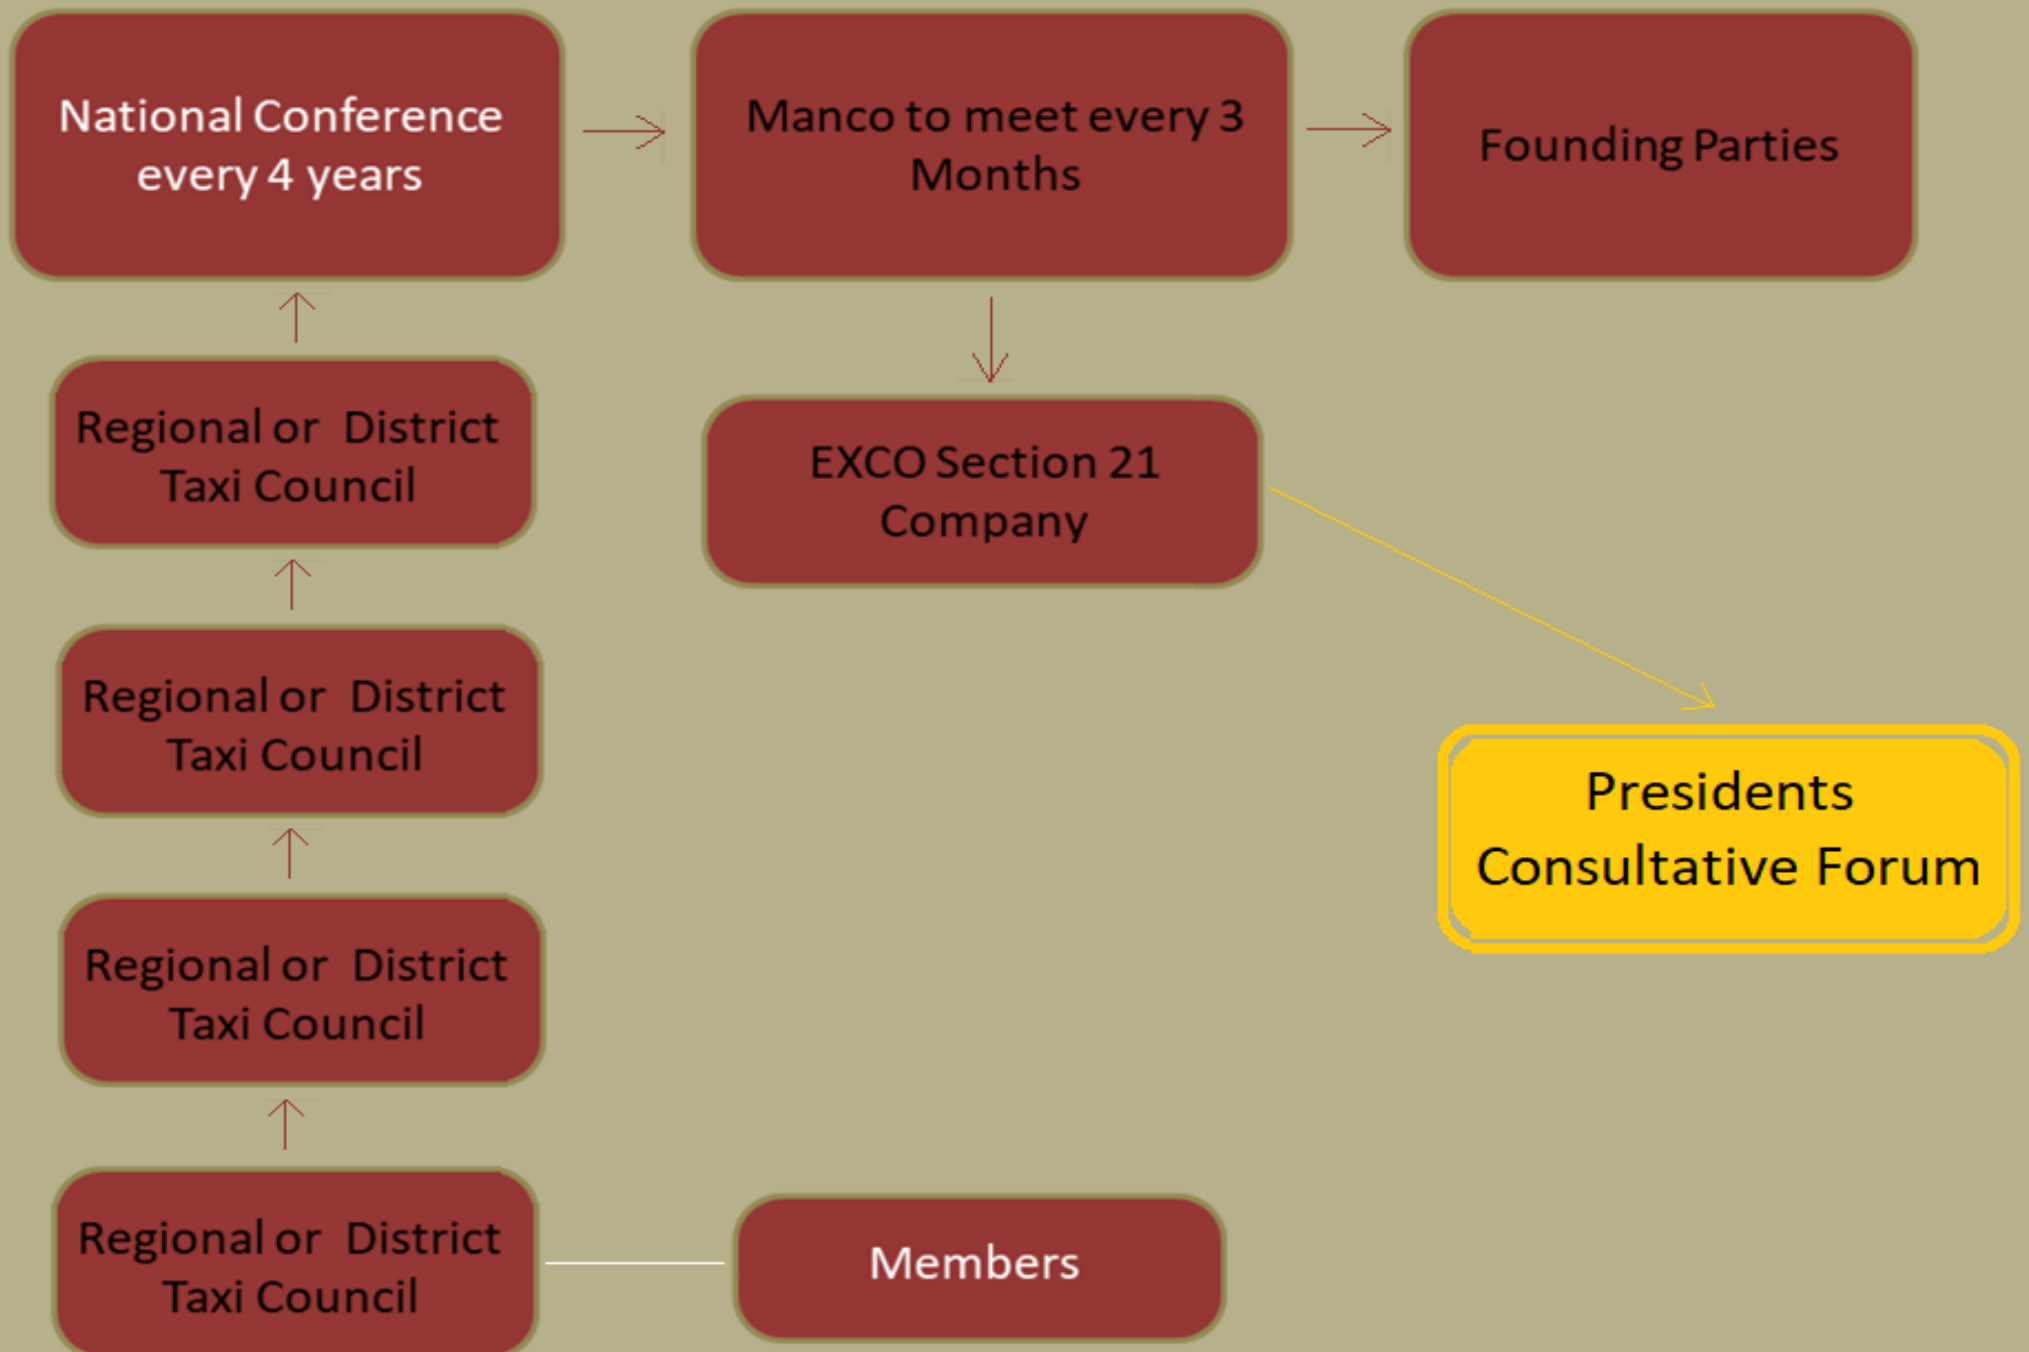 National Conference
every 4 years
Manco to meet every 3
Months
Founding Parties
Regional or District
Taxi Council
EXCO Section 21
Company
Regional or District
Taxi Council
Presidents
Consultative Forum
Regional or District
Taxi Council
Regional or District
Taxi Council
Members